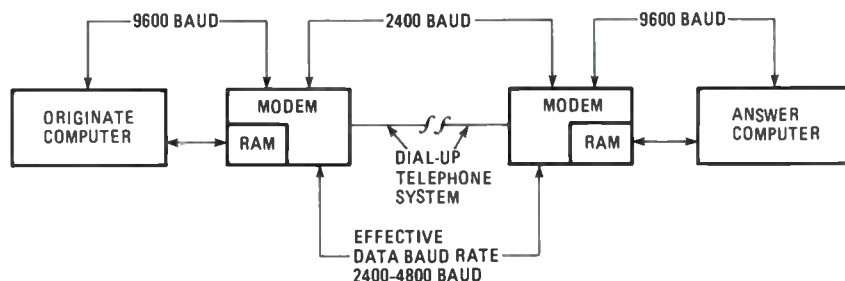 9600 BAUD
2400 BAUD
9600 BAUD
ORIGINATE
COMPUTER
MODEM
RAM
DIAL-UP
TELEPHONE
SYSTEM
MODEM
RAM
ANSWER
COMPUTER
EFFECTIVE
DATA BAUD RATE
2400-4800 BAUD